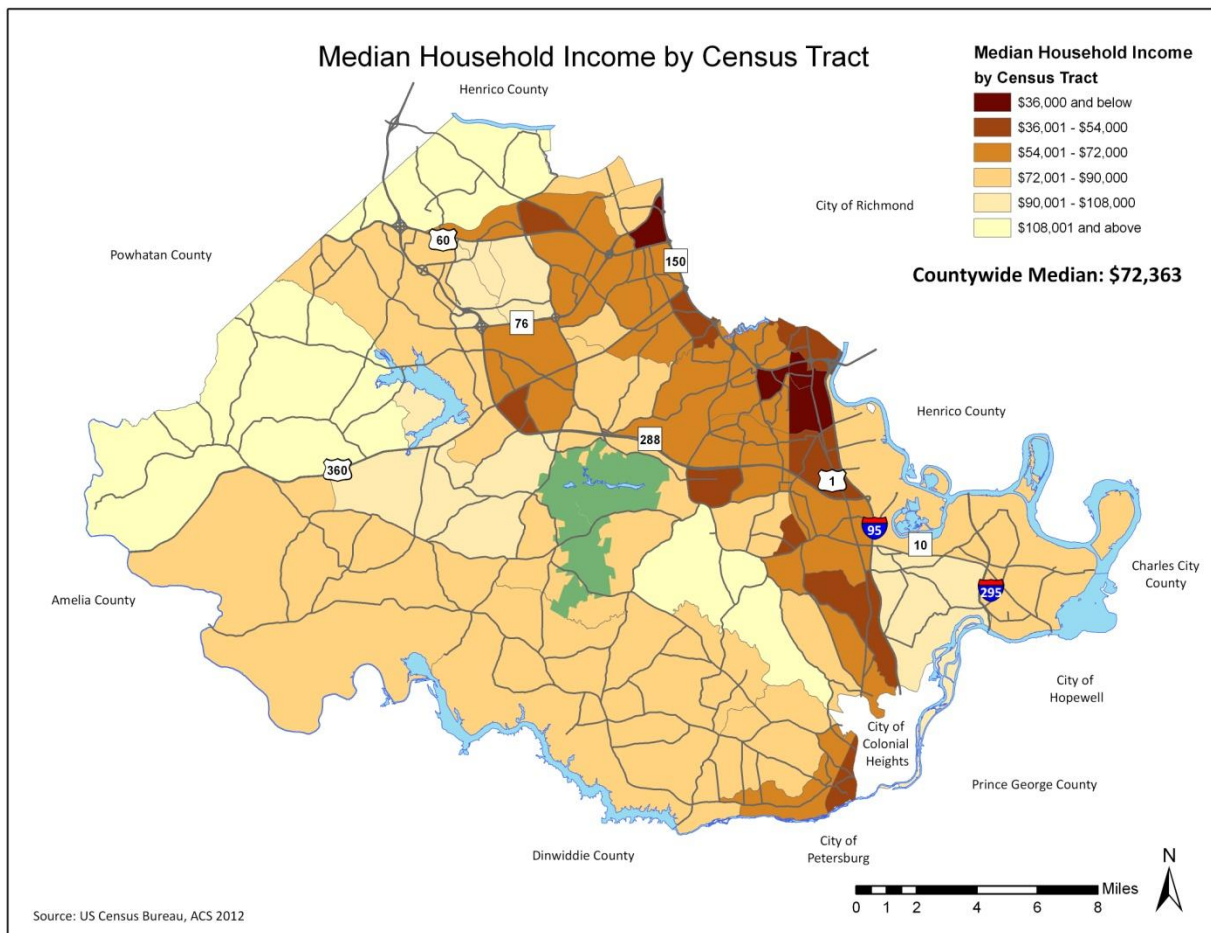 Median Household Income by Census Tract
Median Household Income
by Census Tract
$36,000 and below
$36,001 - $54,000
$54,001 - $72,000
$72,001 - $90,000
$90,001 - $108,000
$108,001 and above
Countywide Median: $72,363
Henrico County
City of Richmond
Powhatan County
60
150
76
Henrico County
288
360
1
95
10
295
Charles City
County
Amelia County
City of
Hopewell
City of
Colonial
Heights
Prince George County
City of
Petersburg
Dinwiddie County
N
Miles
0 1 2 4 6 8
Source: US Census Bureau, ACS 2012